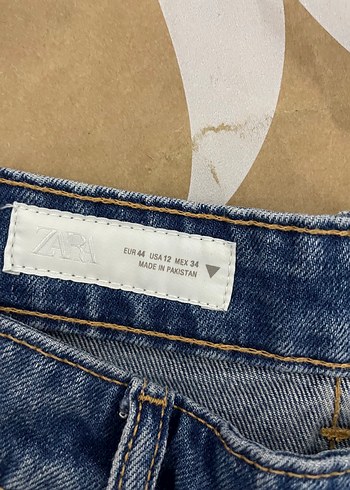 ZARA
EUR 44 USA 12 MEX 34
MADE IN PAKISTAN